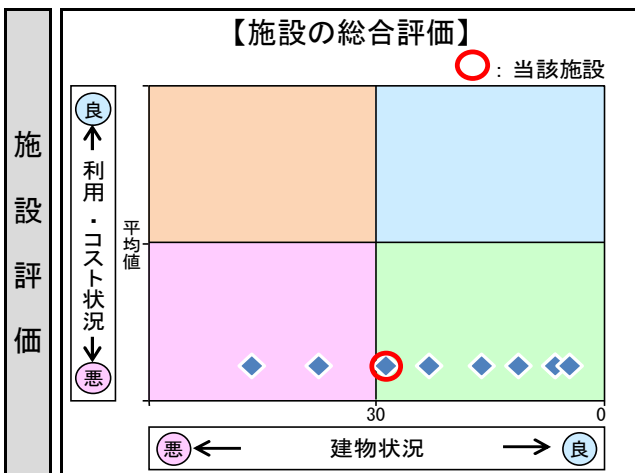 施設評価
【施設の総合評価】
：当該施設
良
利用・コスト状況
悪
平均値
30
0
悪
建物状況
良